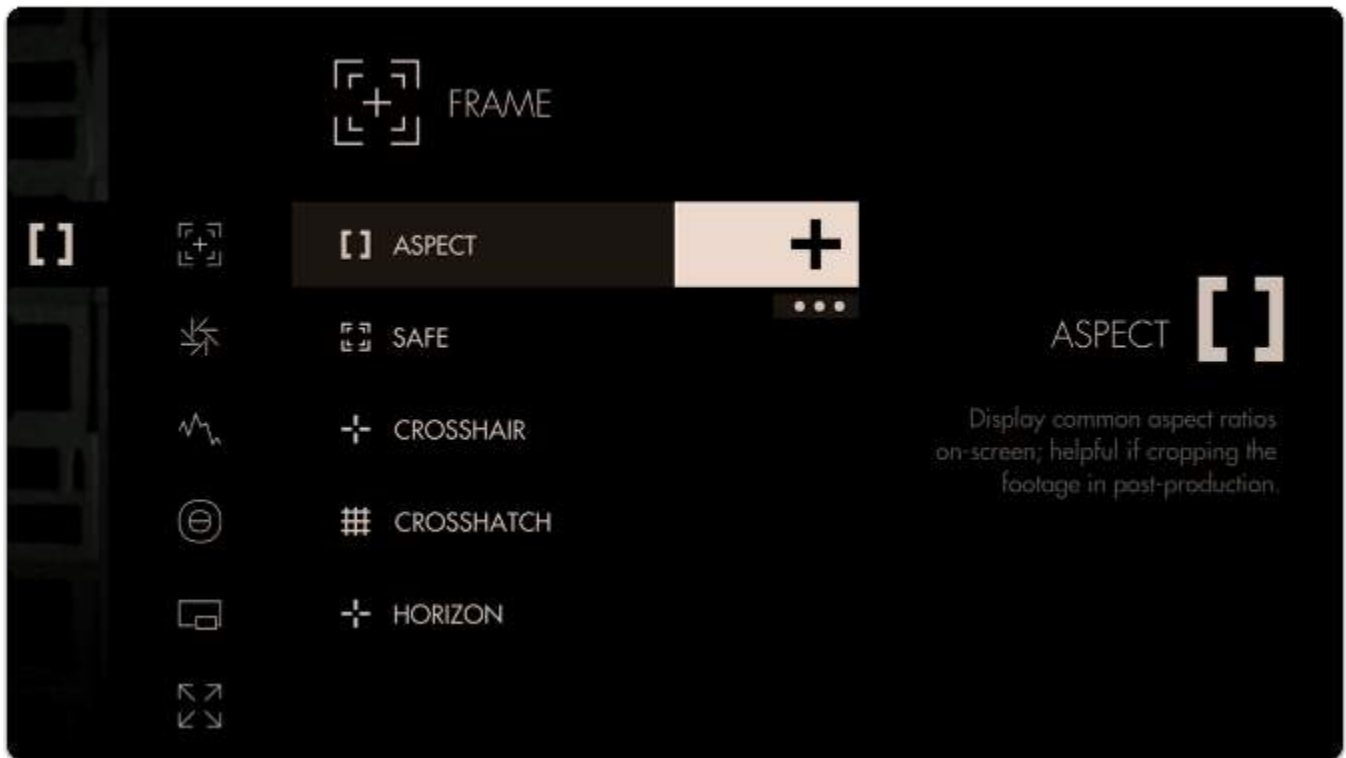 FRAME
ASPECT
SAFE
CROSSHAIR
CROSSHATCH
HORIZON
ASPECT
Display common aspect ratios
on-screen; helpful if cropping the
footage in post-production.